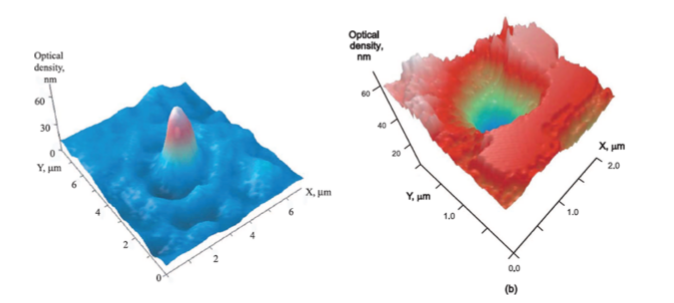 Optical
density,
nm
60
30
0
Y, μm
6
4
2
0
2
4
6
X, μm
Optical
density,
nm
60
40
20
Y, μm
1.0
0,0
1.0
2.0
X, μm
(b)